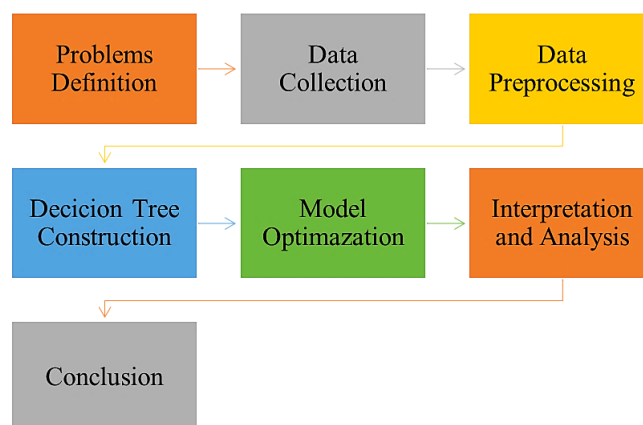 Problems
Definition
Data
Collection
Data
Preprocessing
Decicion Tree
Construction
Model
Optimazation
Interpretation
and Analysis
Conclusion